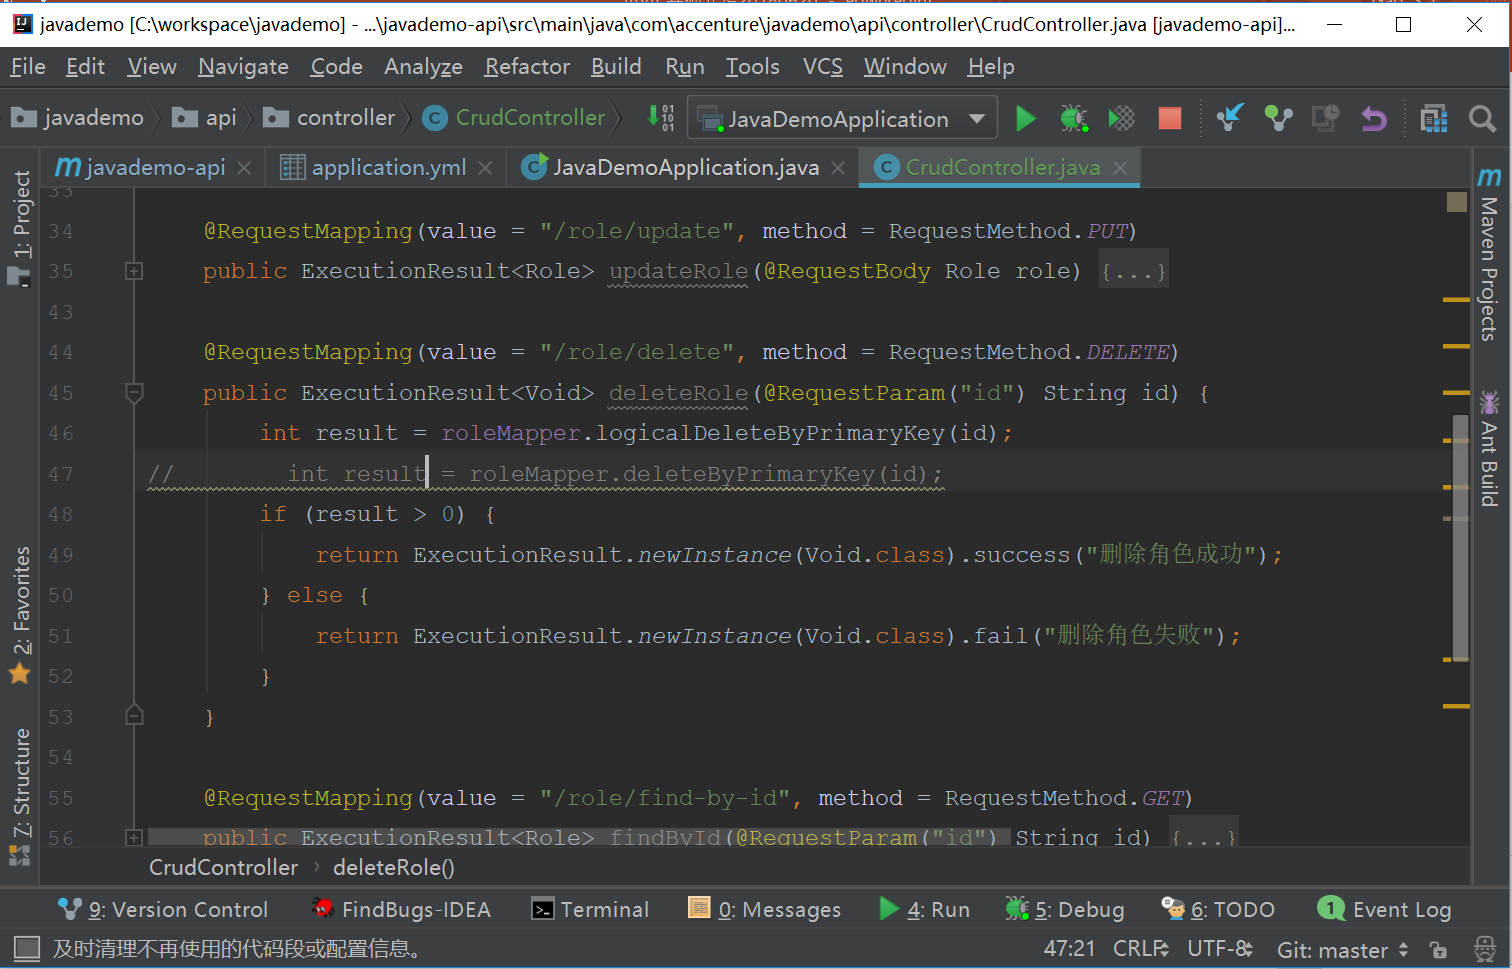 javademo [C:\workspace\javademo] - ...\javademo-api\src\main\java\com\accenture\javademo\api\controller\CrudController.java [javademo-api]...
File Edit View Navigate Code Analyze Refactor Build Run Tools VCS Window Help
javademo api controller CrudController JavaDemoApplication
javademo-api application.yml JavaDemoApplication.java CrudController.java
33
34 @RequestMapping(value = "/role/update", method = RequestMethod.PUT)
35 public ExecutionResult<Role> updateRole(@RequestBody Role role) {...}
43
44 @RequestMapping(value = "/role/delete", method = RequestMethod.DELETE)
45 public ExecutionResult<Void> deleteRole(@RequestParam("id") String id) {
46 int result = roleMapper.logicalDeleteByPrimaryKey(id);
47 // int result = roleMapper.deleteByPrimaryKey(id);
48 if (result > 0) {
49 return ExecutionResult.newInstance(Void.class).success("删除角色成功");
50 } else {
51 return ExecutionResult.newInstance(Void.class).fail("删除角色失败");
52 }
53 }
54
55 @RequestMapping(value = "/role/find-by-id", method = RequestMethod.GET)
56 public ExecutionResult<Role> findById(@RequestParam("id") String id) {...}
1: Project
2: Favorites
7: Structure
Maven Projects
Ant Build
CrudController deleteRole()
9: Version Control FindBugs-IDEA Terminal 0: Messages 4: Run 5: Debug 6: TODO 1 Event Log
及时清理不再使用的代码段或配置信息。 47:21 CRLF UTF-8 Git: master